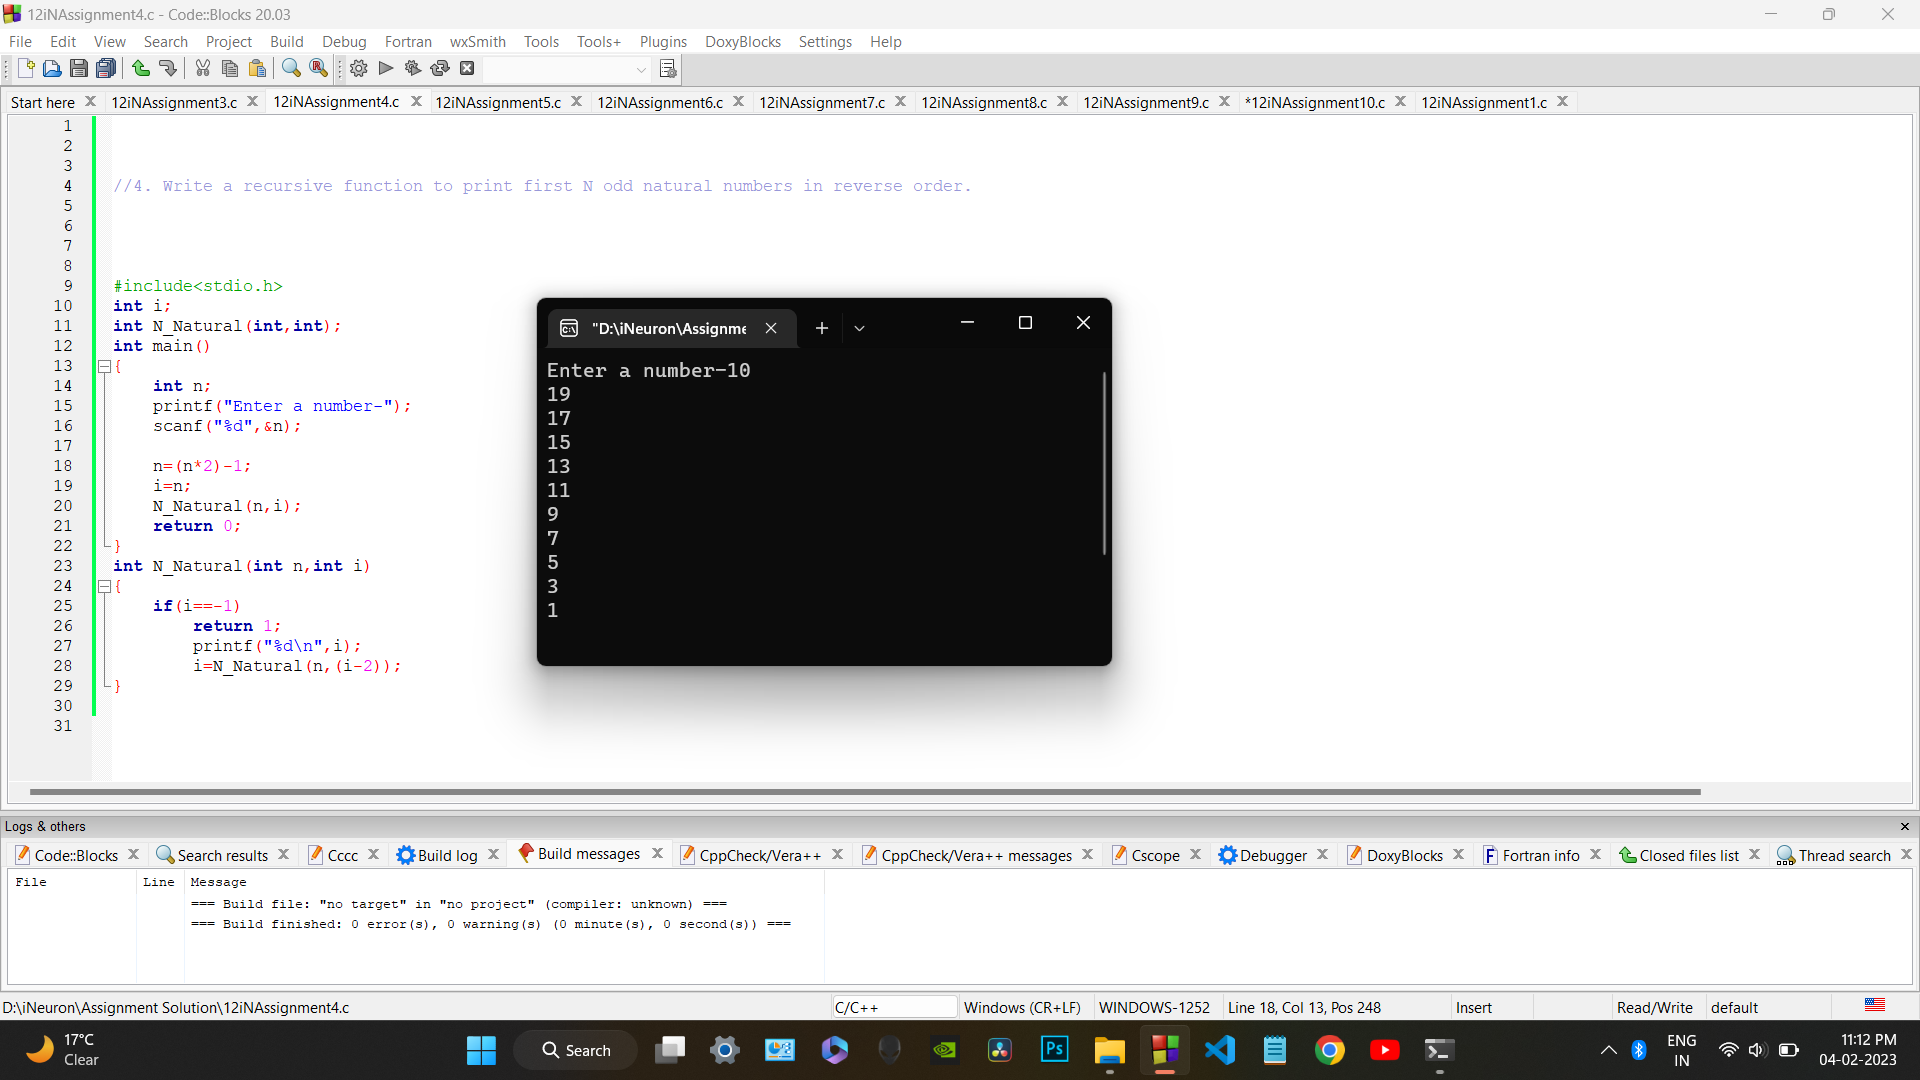 12iNAssignment4.c - Code::Blocks 20.03
File Edit View Search Project Build Debug Fortran wxSmith Tools Tools+ Plugins DoxyBlocks Settings Help
Start here 12iNAssignment3.c 12iNAssignment4.c 12iNAssignment5.c 12iNAssignment6.c 12iNAssignment7.c 12iNAssignment8.c 12iNAssignment9.c *12iNAssignment10.c 12iNAssignment1.c
1
2
3
4 //4. Write a recursive function to print first N odd natural numbers in reverse order.
5
6
7
8
9 #include<stdio.h>
10 int i;
11 int N_Natural(int,int);
12 int main()
13 {
14 int n;
15 printf("Enter a number-");
16 scanf("%d",&n);
17
18 n=(n*2)-1;
19 i=n;
20 N_Natural(n,i);
21 return 0;
22 }
23 int N_Natural(int n,int i)
24 {
25 if(i==-1)
26 return 1;
27 printf("%d\n",i);
28 i=N_Natural(n,(i-2));
29 }
30
31
"D:\iNeuron\Assignme
Enter a number-10
19
17
15
13
11
9
7
5
3
1
Logs & others
Code::Blocks Search results Cccc Build log Build messages CppCheck/Vera++ CppCheck/Vera++ messages Cscope Debugger DoxyBlocks Fortran info Closed files list Thread search
File Line Message
=== Build file: "no target" in "no project" (compiler: unknown) ===
=== Build finished: 0 error(s), 0 warning(s) (0 minute(s), 0 second(s)) ===
D:\iNeuron\Assignment Solution\12iNAssignment4.c C/C++ Windows (CR+LF) WINDOWS-1252 Line 18, Col 13, Pos 248 Insert Read/Write default
17°C
Clear
Search
Ps
ENG
IN
11:12 PM
04-02-2023